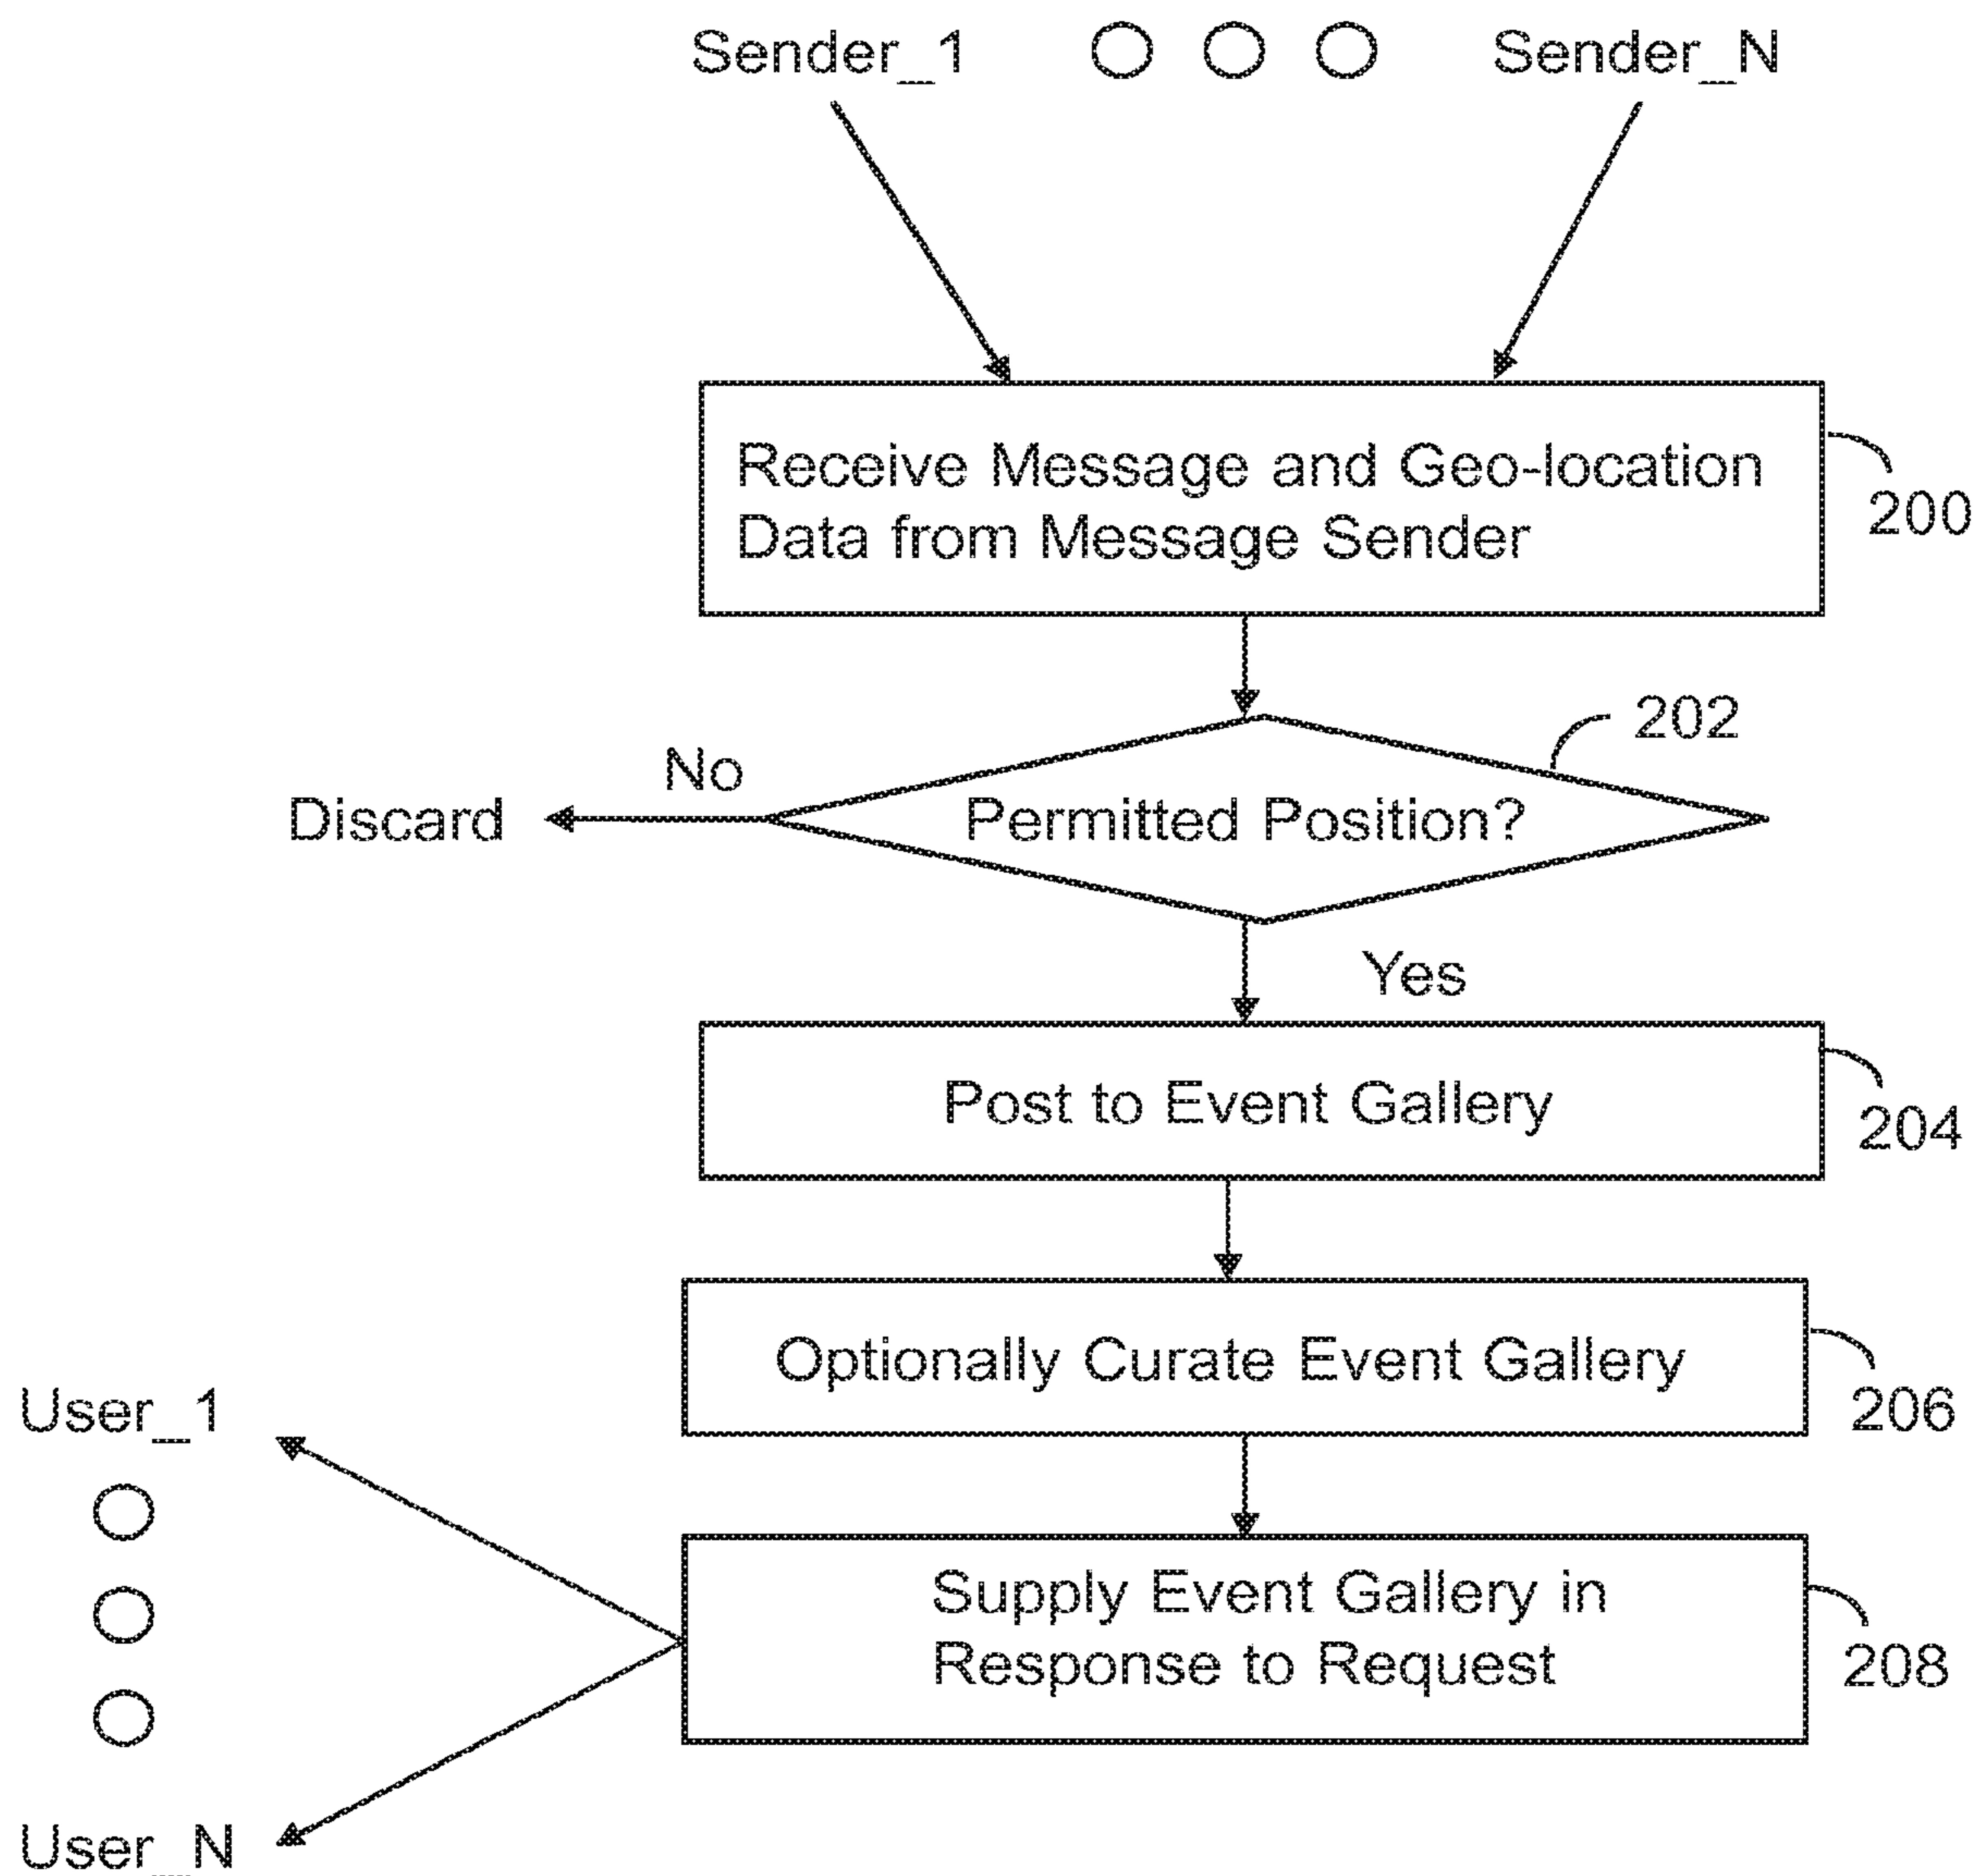 Sender_1
Sender_N
Receive Message and Geo-location
Data from Message Sender
200
202
No
Discard
Permitted Position?
Yes
Post to Event Gallery
204
Optionally Curate Event Gallery
206
User_1
Supply Event Gallery in
Response to Request
208
User_N